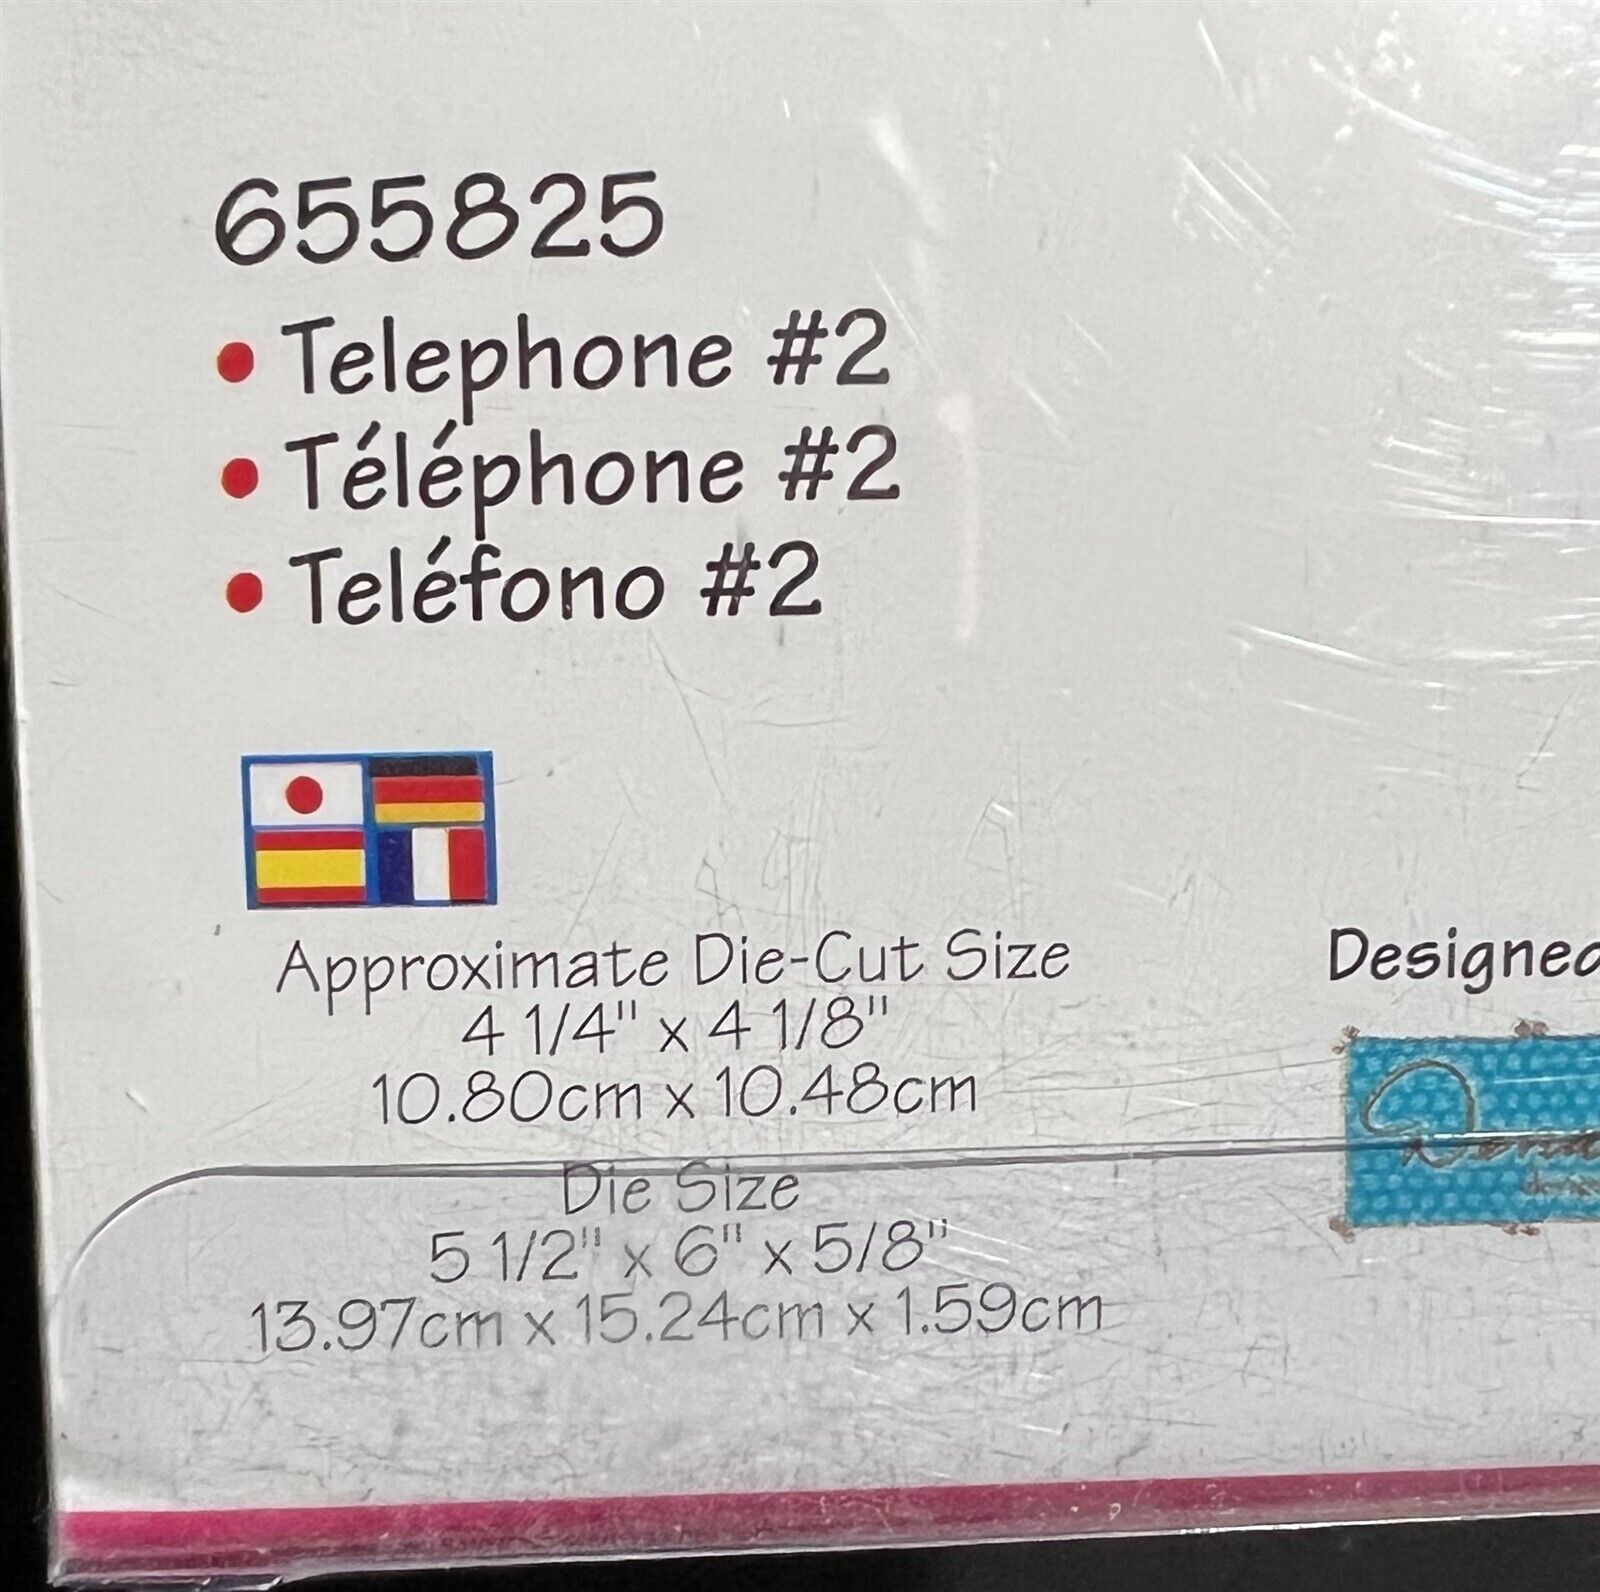 655825
• Telephone #2
• Téléphone #2
• Teléfono #2
Approximate Die-Cut Size
4 1/4" x 4 1/8"
10.80cm x 10.48cm
Die Size
5 1/2" x 6" x 5/8"
13.97cm x 15.24cm x 1.59cm
Designed